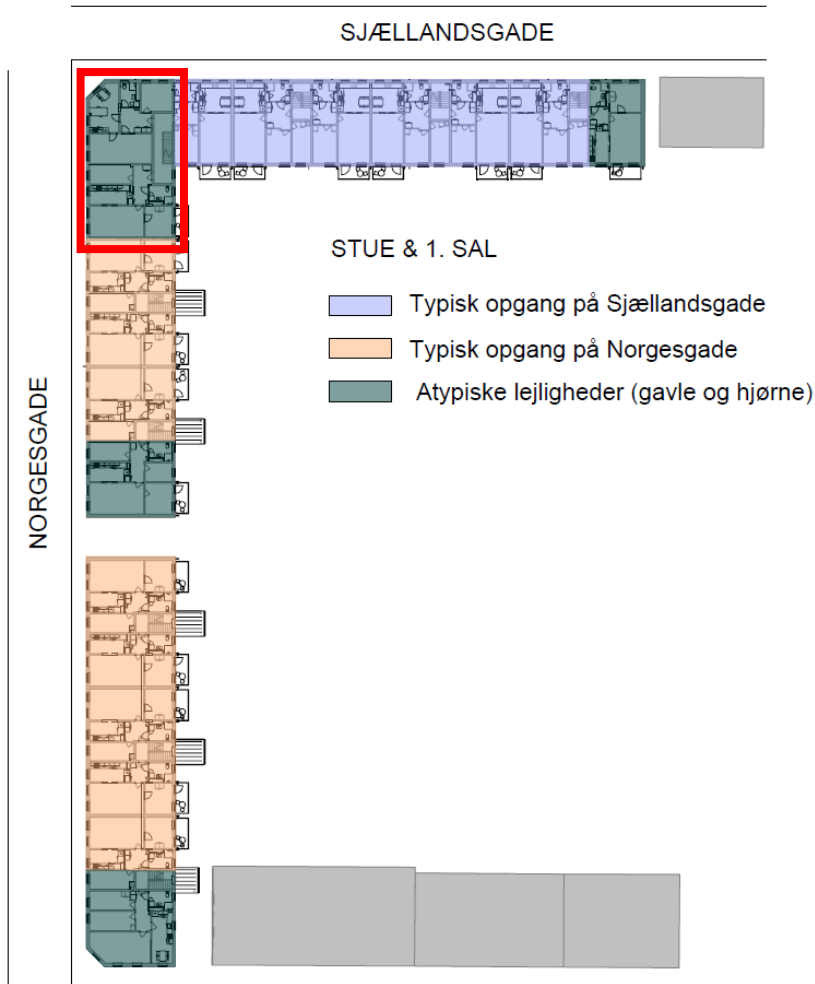 SJÆLLANDSGADE
STUE & 1. SAL
Typisk opgang på Sjællandsgade
Typisk opgang på Norgesgade
Atypiske lejligheder (gavle og hjørne)
NORGESGADE